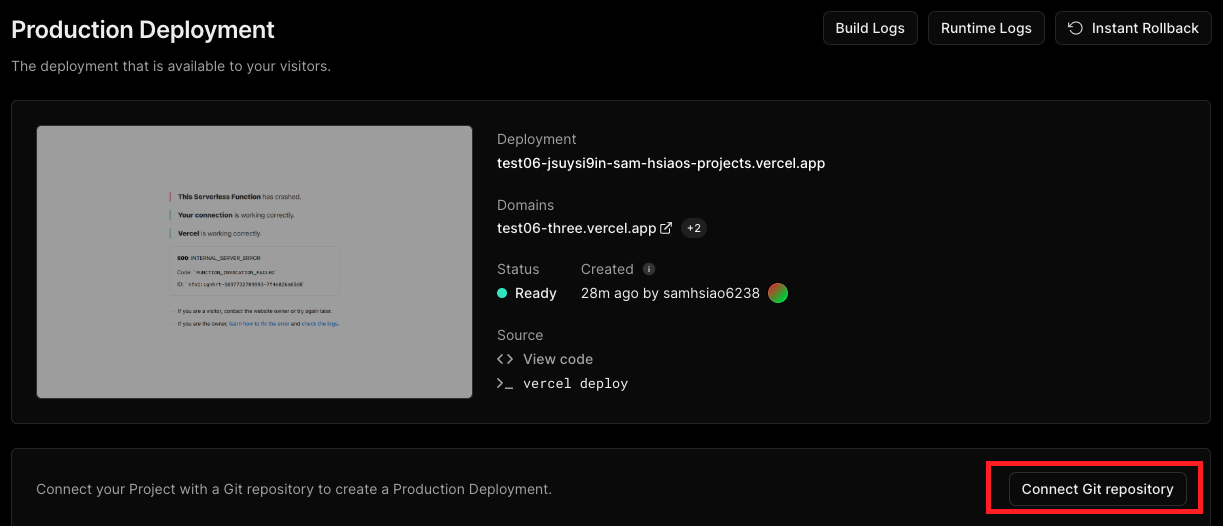 Production Deployment
Build Logs
Runtime Logs
Instant Rollback
The deployment that is available to your visitors.
This Serverless Function has crashed.
Your connection is working correctly.
Vercel is working correctly.
500: INTERNAL_SERVER_ERROR
Code: `FUNCTION_INVOCATION_FAILED`
If you are a visitor, contact the website owner or try again later.
If you are the owner, learn how to fix the error and check the logs.
Deployment
test06-jsuysi9in-sam-hsiaos-projects.vercel.app
Domains
test06-three.vercel.app +2
Status Created
Ready 28m ago by samhsiao6238
Source
<> View code
>_ vercel deploy
Connect your Project with a Git repository to create a Production Deployment.
Connect Git repository